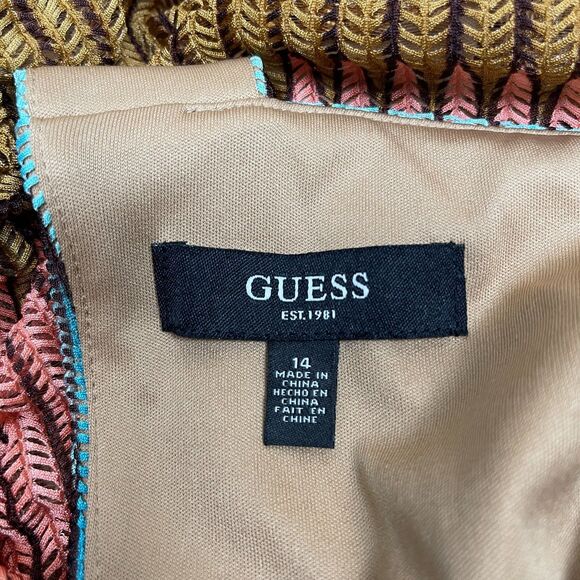 GUESS
EST.1981
14
MADE IN
CHINA
HECHO EN
CHINA
FAIT EN
CHINE